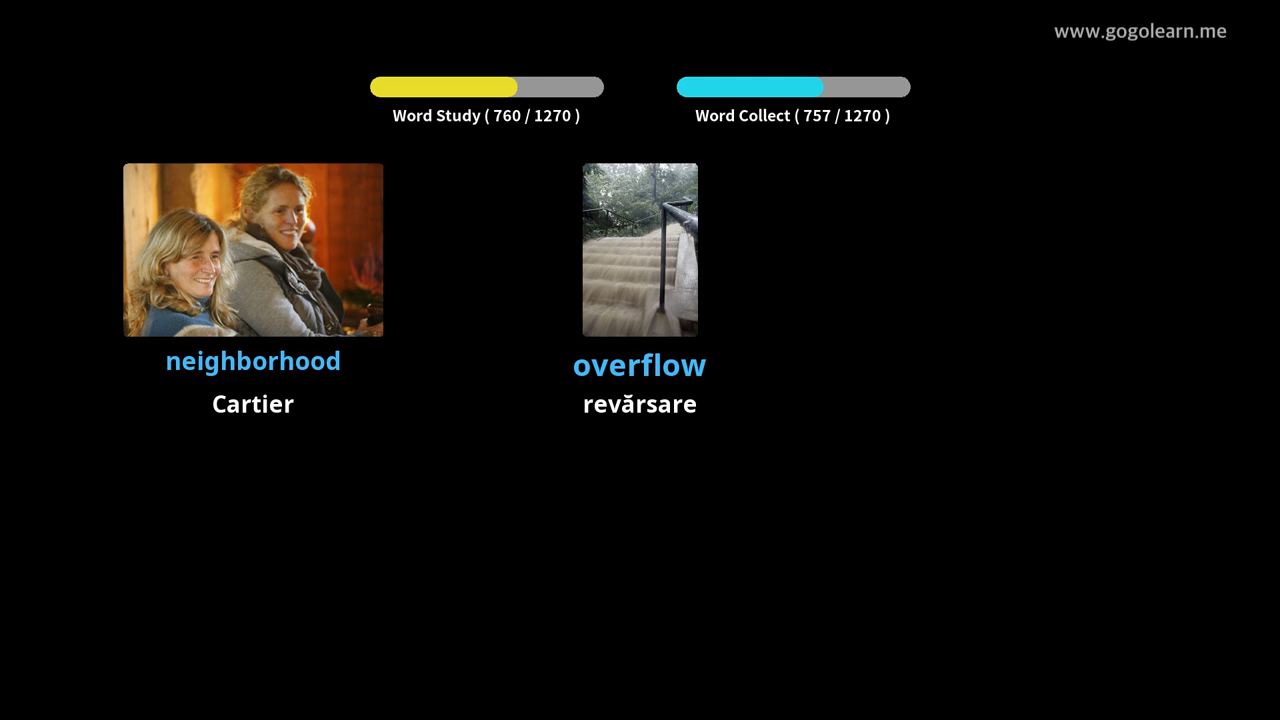 www.gogolearn.me
Word Study ( 760 / 1270 )
Word Collect ( 757 / 1270 )
neighborhood
Cartier
overflow
revărsare